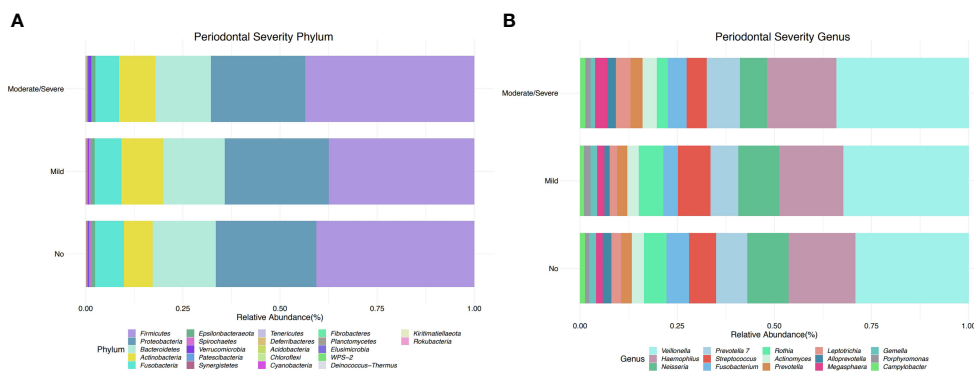 A
Periodontal Severity Phylum
Moderate/Severe
Mild
No
0.00 0.25 0.50 0.75 1.00
Relative Abundance(%)
Phylum
Firmicutes Epsilonbacteraeota Tenericutes Fibrobacteres Kiritimatiellaeota
Proteobacteria Spirochaetes Deferribacteres Planctomycetes Rokubacteria
Bacteroidetes Verrucomicrobia Acidobacteria Elusimicrobia
Actinobacteria Patescibacteria Chloroflexi WPS-2
Fusobacteria Synergistetes Cyanobacteria Deinococcus-Thermus
B
Periodontal Severity Genus
Moderate/Severe
Mild
No
0.00 0.25 0.50 0.75 1.00
Relative Abundance(%)
Genus
Veillonella Prevotella 7 Rothia Leptotrichia Gemella
Haemophilus Streptococcus Actinomyces Alloprevotella Porphyromonas
Neisseria Fusobacterium Prevotella Megasphaera Campylobacter